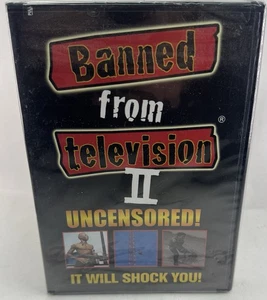 Banned
from
television
®
II
UNCENSORED!
IT WILL SHOCK YOU!